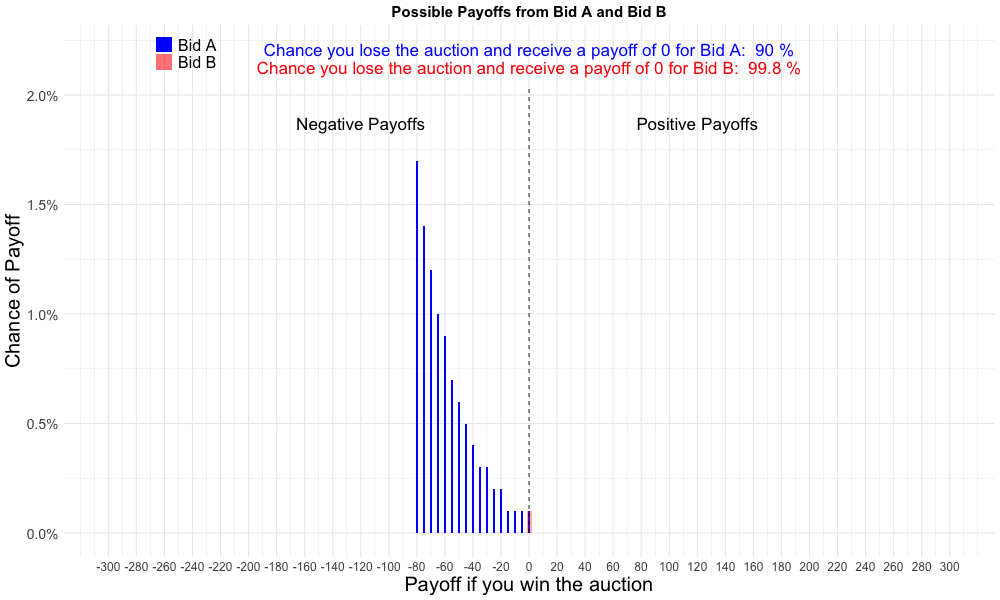 Possible Payoffs from Bid A and Bid B
Bid A
Bid B
Chance you lose the auction and receive a payoff of 0 for Bid A:  90 %
Chance you lose the auction and receive a payoff of 0 for Bid B:  99.8 %
Negative Payoffs
Positive Payoffs
Chance of Payoff
2.0%
1.5%
1.0%
0.5%
0.0%
-300 -280 -260 -240 -220 -200 -180 -160 -140 -120 -100 -80 -60 -40 -20 0 20 40 60 80 100 120 140 160 180 200 220 240 260 280 300
Payoff if you win the auction